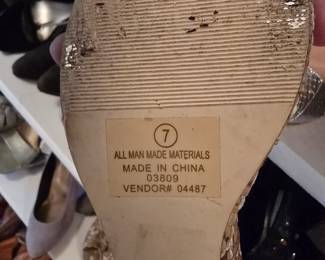 7
ALL MAN MADE MATERIALS
MADE IN CHINA
03809
VENDOR# 04487